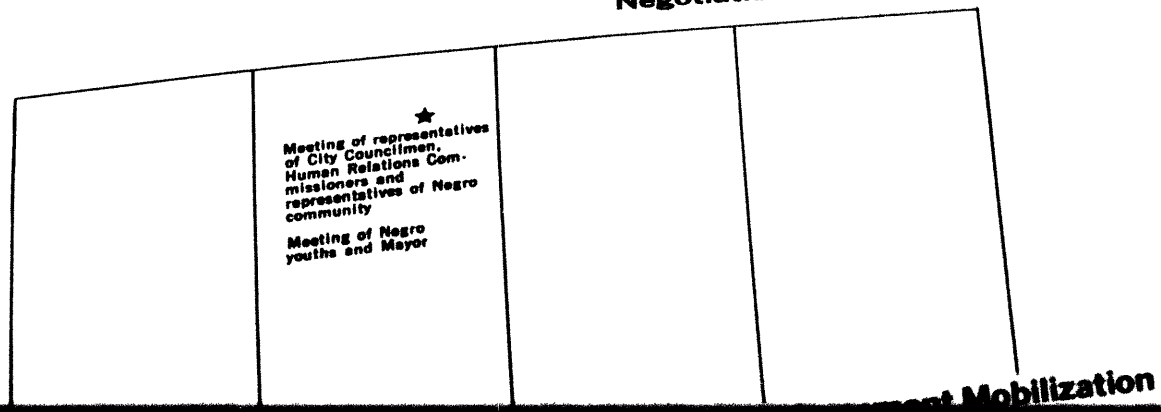 Meeting of representatives
of City Councilmen,
Human Relations Com-
missioners and
representatives of Negro
community
Meeting of Negro
youths and Mayor
Mobilization